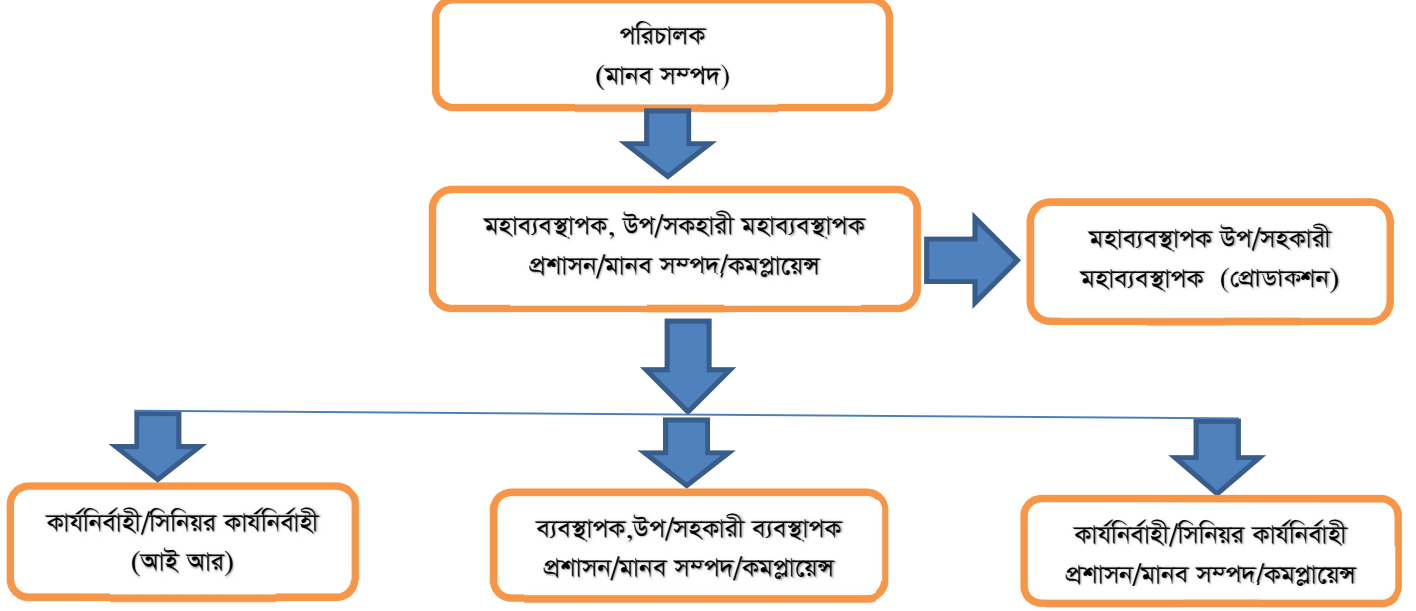 পরিচালক
(মানব সম্পদ)
মহাব্যবস্থাপক, উপ/সকহারী মহাব্যবস্থাপক
প্রশাসন/মানব সম্পদ/কমপ্লায়েন্স
মহাব্যবস্থাপক উপ/সহকারী
মহাব্যবস্থাপক (প্রোডাকশন)
কার্যনির্বাহী/সিনিয়র কার্যনির্বাহী
(আই আর)
ব্যবস্থাপক,উপ/সহকারী ব্যবস্থাপক
প্রশাসন/মানব সম্পদ/কমপ্লায়েন্স
কার্যনির্বাহী/সিনিয়র কার্যনির্বাহী
প্রশাসন/মানব সম্পদ/কমপ্লায়েন্স